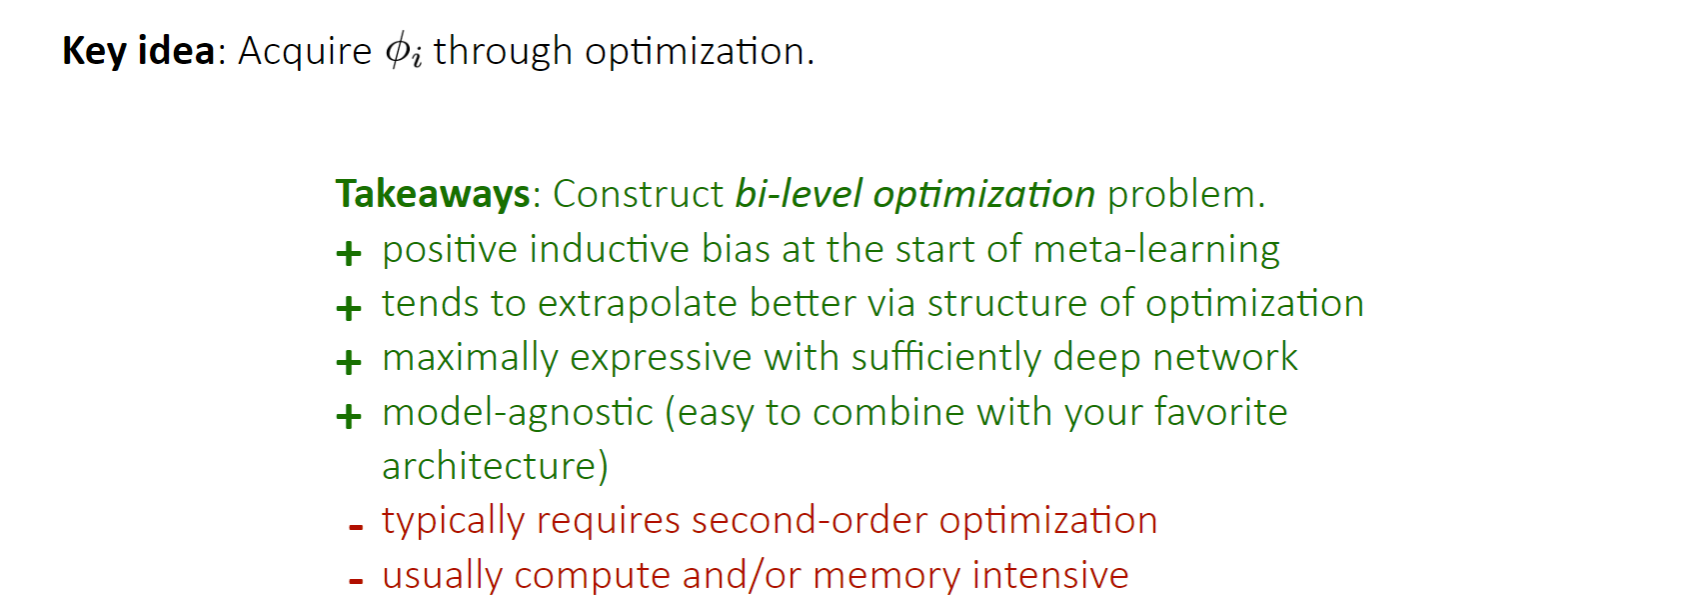 Key idea: Acquire ϕᵢ through optimization.
Takeaways: Construct bi-level optimization problem.
+ positive inductive bias at the start of meta-learning
+ tends to extrapolate better via structure of optimization
+ maximally expressive with sufficiently deep network
+ model-agnostic (easy to combine with your favorite
architecture)
- typically requires second-order optimization
- usually compute and/or memory intensive